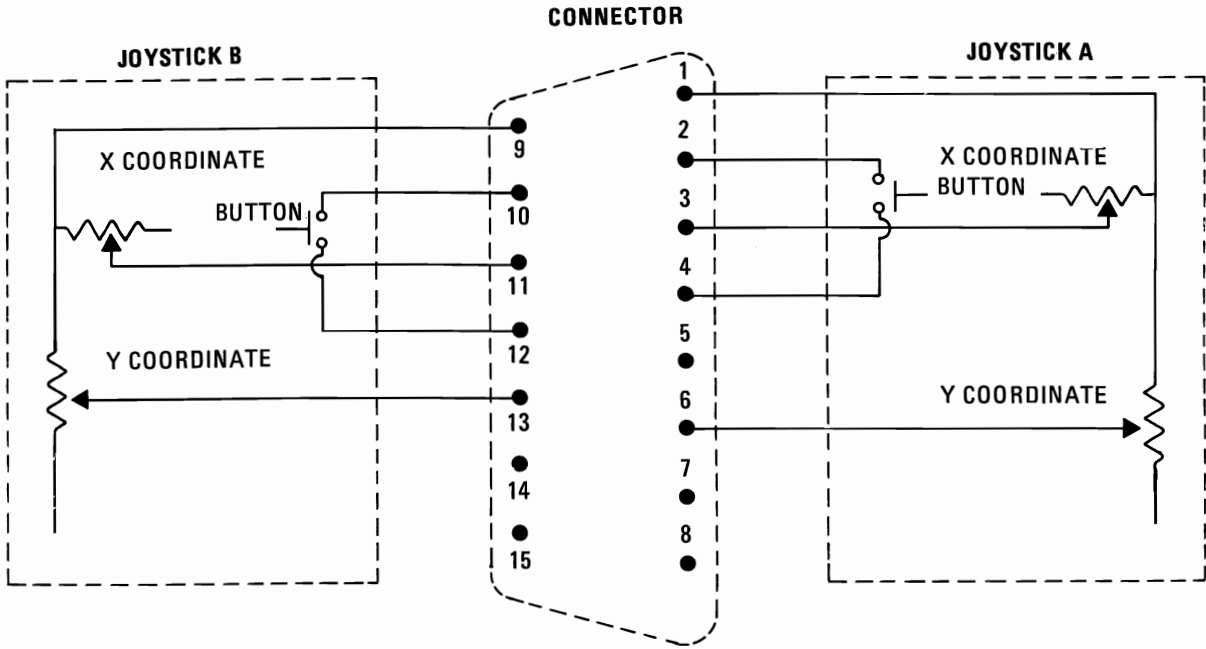 CONNECTOR
JOYSTICK B
JOYSTICK A
1
9
2
X COORDINATE
X COORDINATE
BUTTON
10
3
BUTTON
11
4
12
5
Y COORDINATE
13
6
Y COORDINATE
14
7
15
8